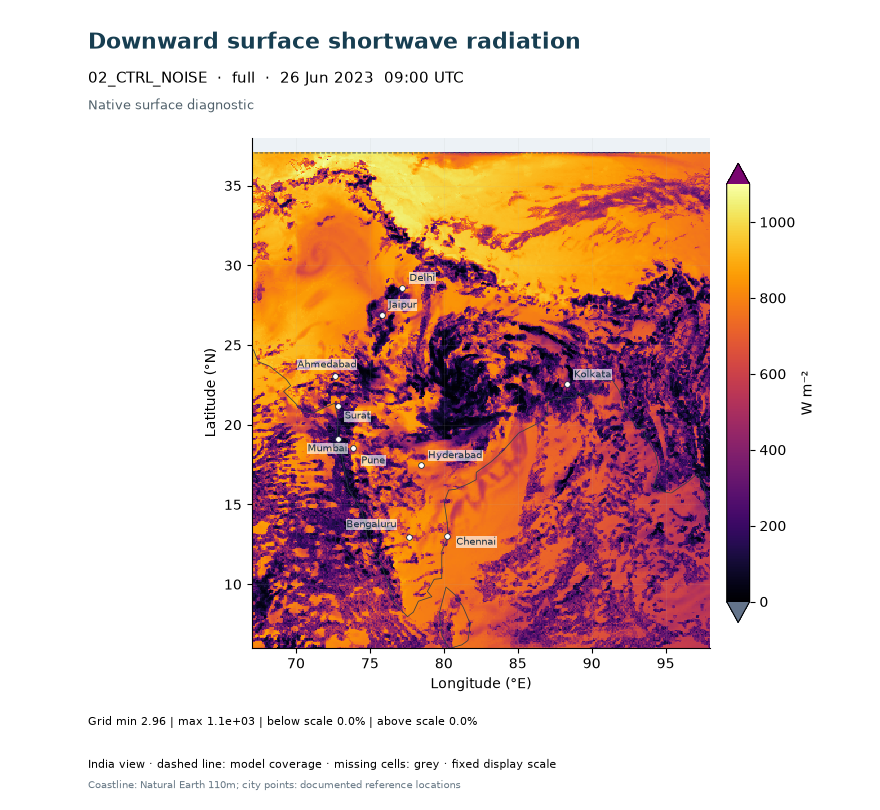 Downward surface shortwave radiation
02_CTRL_NOISE · full · 26 Jun 2023 09:00 UTC
Native surface diagnostic
35
30
25
20
15
10
Latitude (°N)
70
75
80
85
90
95
Longitude (°E)
Delhi
Jaipur
Ahmedabad
Kolkata
Surat
Mumbai
Pune
Hyderabad
Bengaluru
Chennai
1000
800
600
400
200
0
W m⁻²
Grid min 2.96 | max 1.1e+03 | below scale 0.0% | above scale 0.0%
India view · dashed line: model coverage · missing cells: grey · fixed display scale
Coastline: Natural Earth 110m; city points: documented reference locations